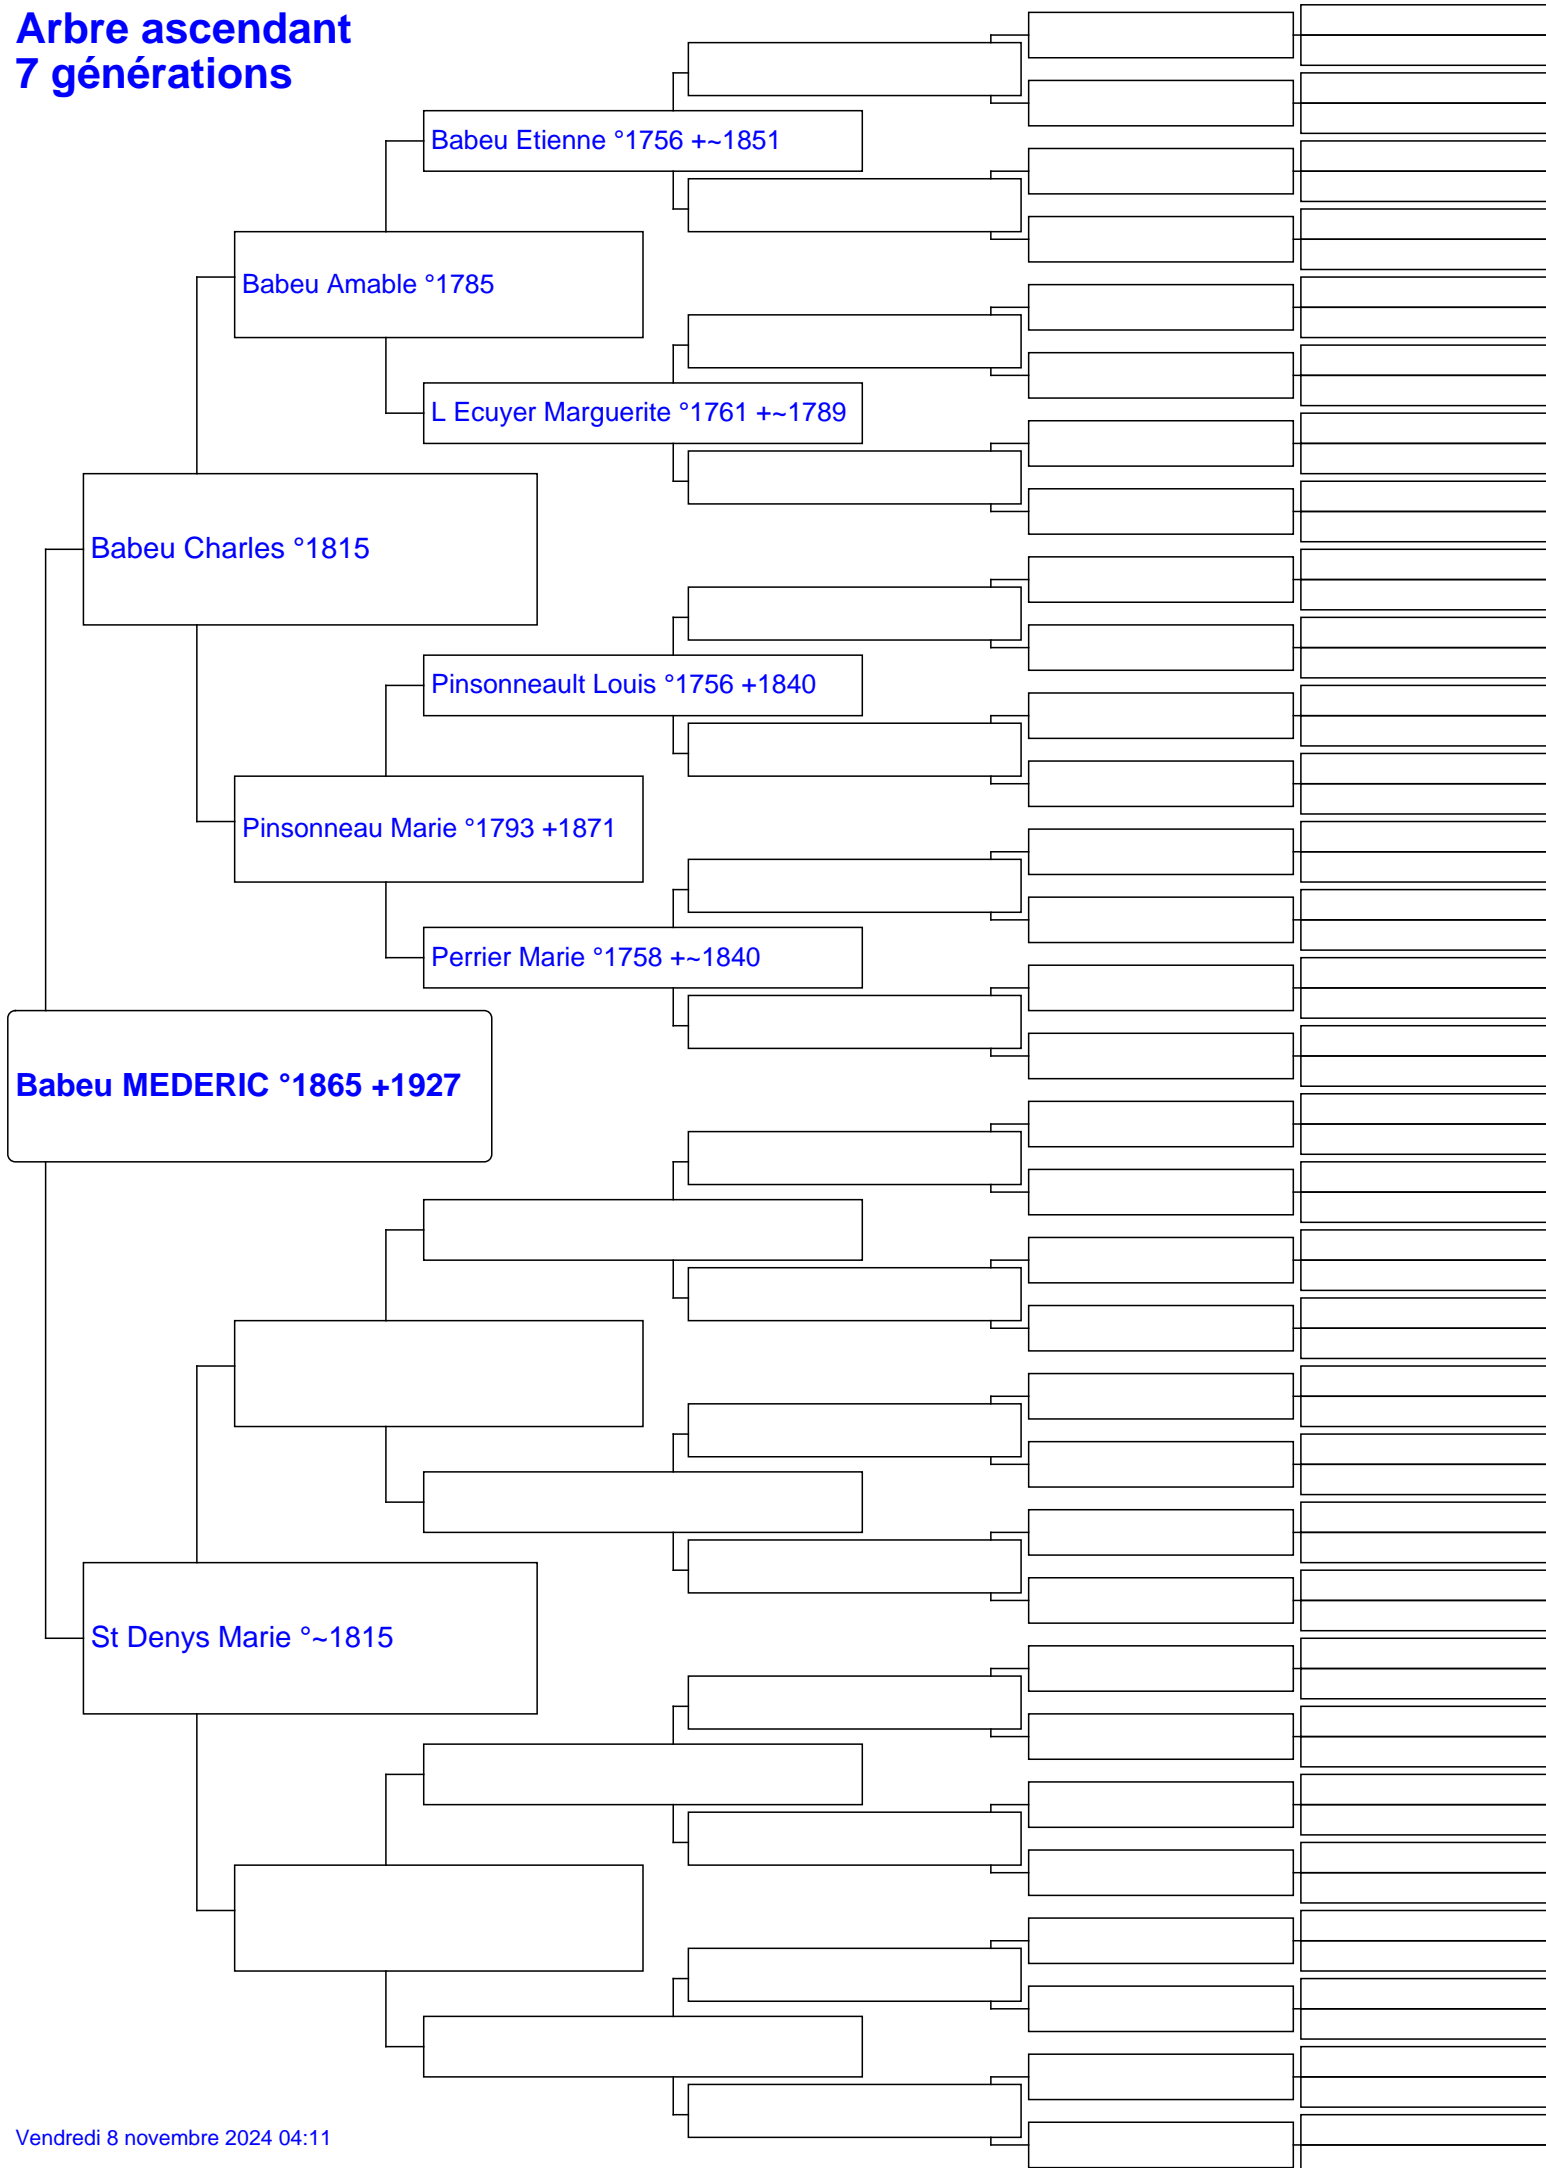 Arbre ascendant
7 générations
Babeu Etienne °1756 +~1851
Babeu Amable °1785
L Ecuyer Marguerite °1761 +~1789
Babeu Charles °1815
Pinsonneault Louis °1756 +1840
Pinsonneau Marie °1793 +1871
Perrier Marie °1758 +~1840
Babeu MEDERIC °1865 +1927
St Denys Marie °~1815
Vendredi 8 novembre 2024 04:11